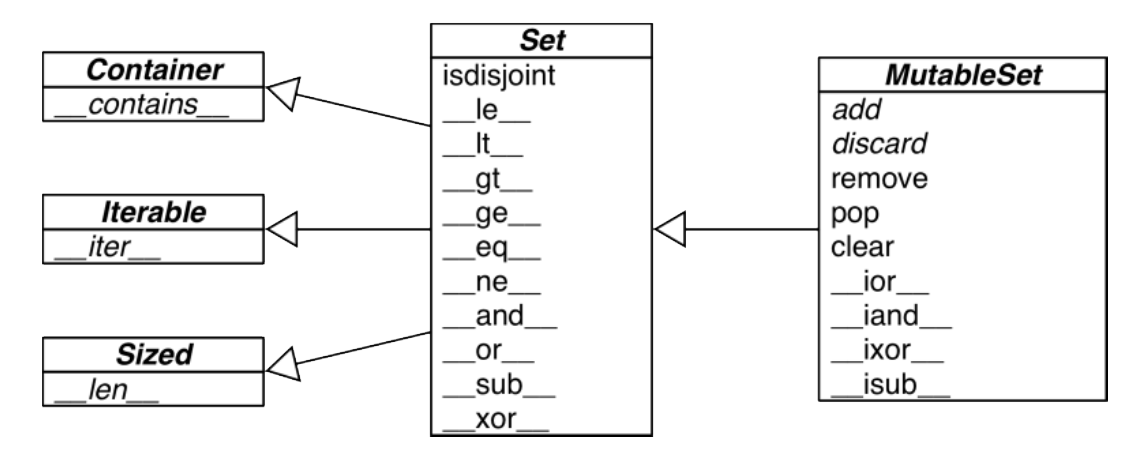 Container
__contains__
Iterable
__iter__
Sized
__len__
Set
isdisjoint
__le__
__lt__
__gt__
__ge__
__eq__
__ne__
__and__
__or__
__sub__
__xor__
MutableSet
add
discard
remove
pop
clear
__ior__
__iand__
__ixor__
__isub__